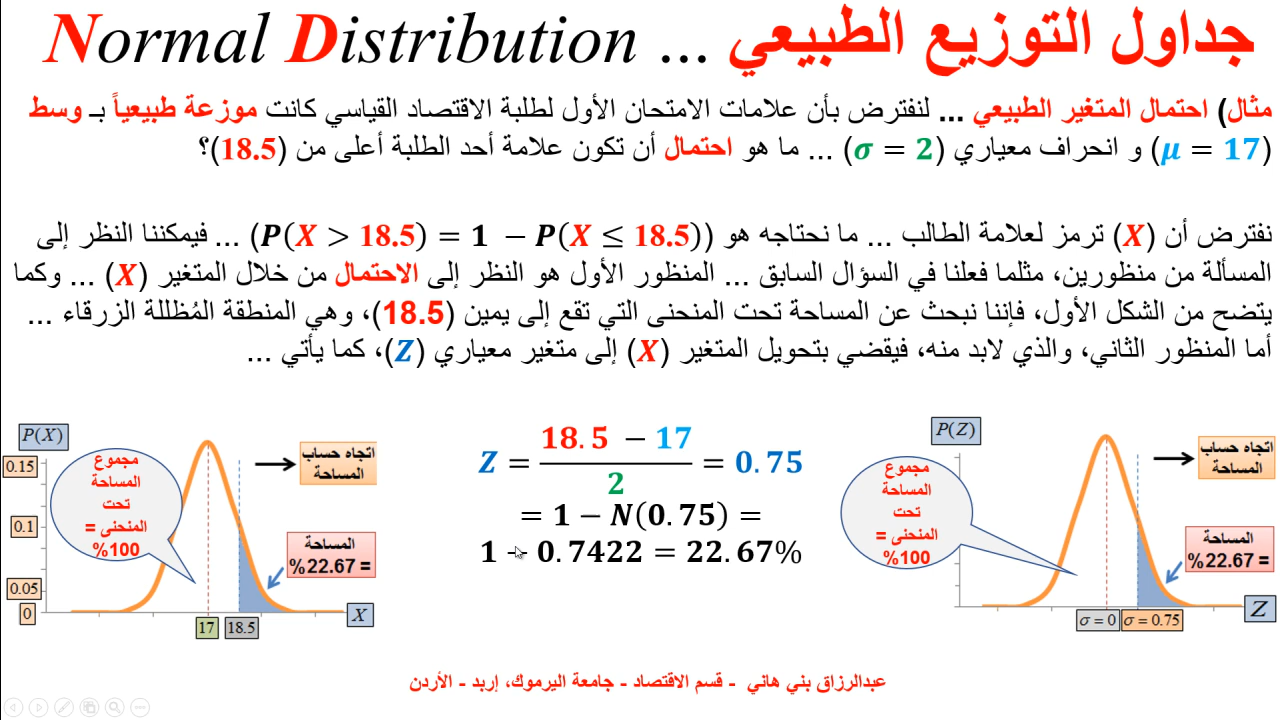 جداول التوزيع الطبيعي ... Normal Distribution
مثال) احتمال المتغير الطبيعي ... لنفترض بأن علامات الامتحان الأول لطلبة الاقتصاد القياسي كانت موزعة طبيعياً بـ وسط
(μ = 17) و انحراف معياري (σ = 2) ... ما هو احتمال أن تكون علامة أحد الطلبة أعلى من (18.5)؟
نفترض أن (X) ترمز لعلامة الطالب ... ما نحتاجه هو (P(X > 18.5) = 1 − P(X ≤ 18.5)) ... فيمكننا النظر إلى
المسألة من منظورين، مثلما فعلنا في السؤال السابق ... المنظور الأول هو النظر إلى الاحتمال من خلال المتغير (X) ... وكما
يتضح من الشكل الأول، فإننا نبحث عن المساحة تحت المنحنى التي تقع إلى يمين (18.5)، وهي المنطقة المُظللة الزرقاء ...
أما المنظور الثاني، والذي لابد منه، فيقضي بتحويل المتغير (X) إلى متغير معياري (Z)، كما يأتي ...
P(X)
0.15
0.1
0.05
0
مجموع
المساحة
تحت
المنحنى =
100%
اتجاه حساب
المساحة
المساحة
= 22.67%
17
18.5
X
Z = (18.5 − 17) / 2 = 0.75
= 1 − N(0.75) =
1 − 0.7422 = 22.67%
P(Z)
مجموع
المساحة
تحت
المنحنى =
100%
اتجاه حساب
المساحة
المساحة
= 22.67%
σ = 0
σ = 0.75
Z
عبدالرزاق بني هاني - قسم الاقتصاد - جامعة اليرموك، إربد - الأردن